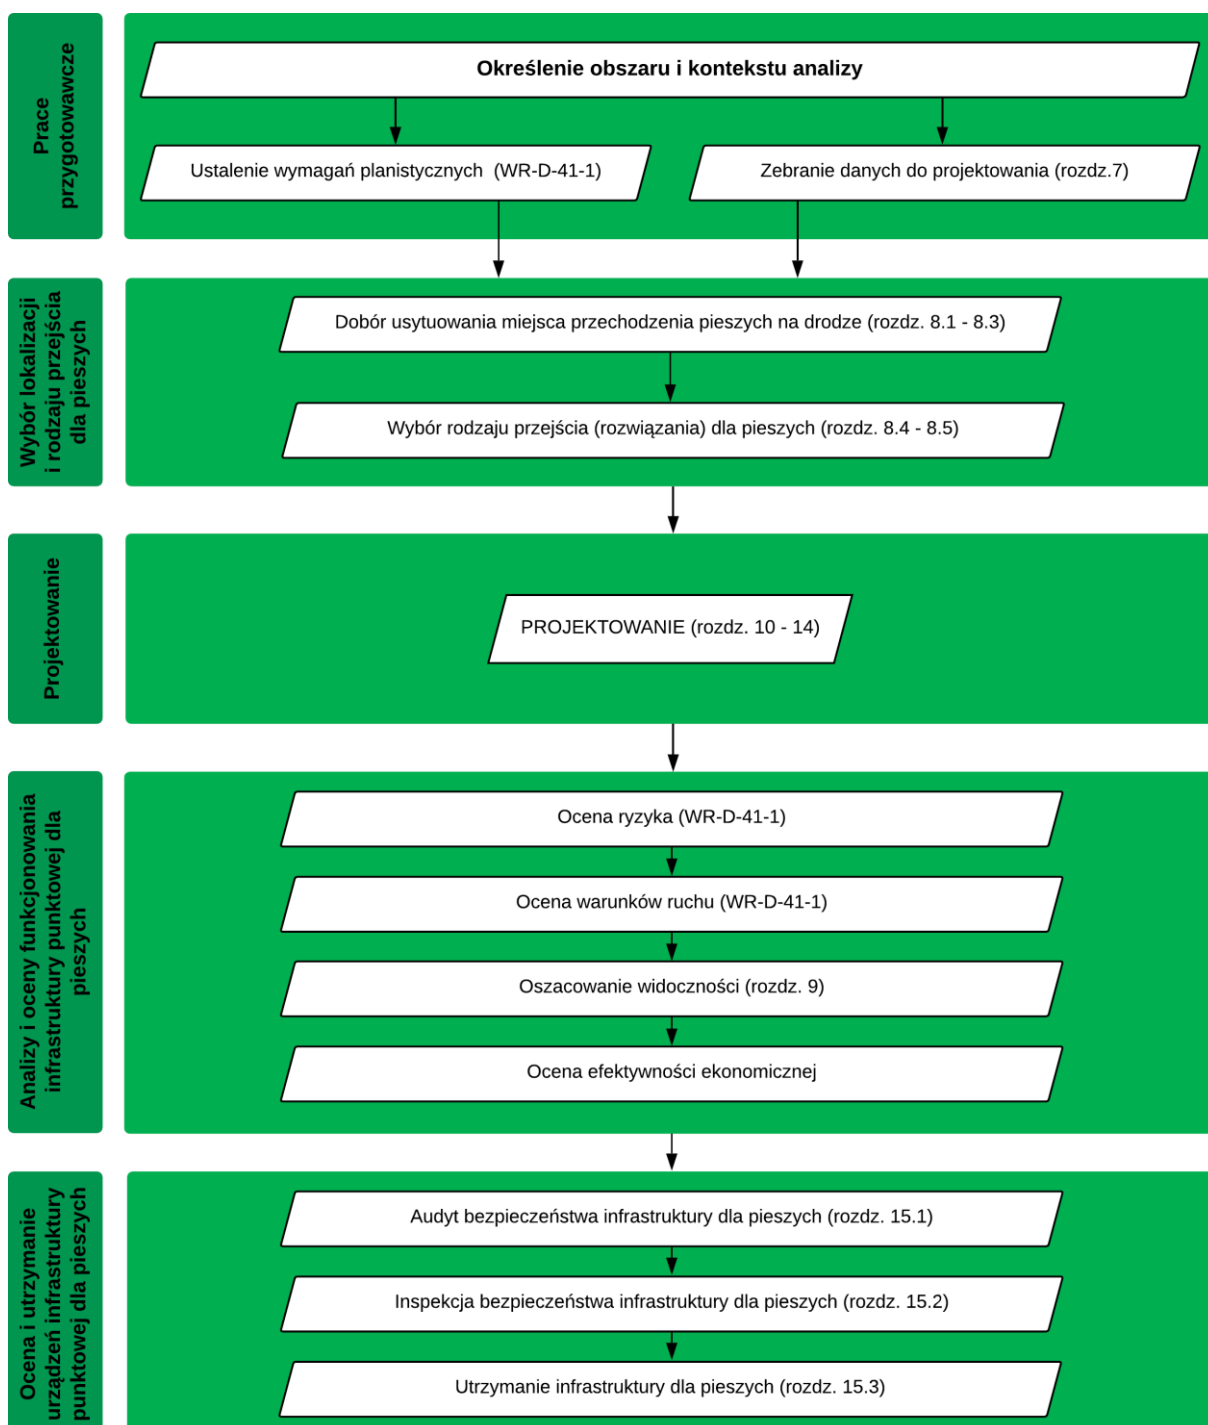 Prace
przygotowawcze
Określenie obszaru i kontekstu analizy
Ustalenie wymagań planistycznych (WR-D-41-1)
Zebranie danych do projektowania (rozdz.7)
Wybór lokalizacji
i rodzaju przejścia
dla pieszych
Dobór usytuowania miejsca przechodzenia pieszych na drodze (rozdz. 8.1 - 8.3)
Wybór rodzaju przejścia (rozwiązania) dla pieszych (rozdz. 8.4 - 8.5)
Projektowanie
PROJEKTOWANIE (rozdz. 10 - 14)
Analizy i oceny funkcjonowania
infrastruktury punktowej dla
pieszych
Ocena ryzyka (WR-D-41-1)
Ocena warunków ruchu (WR-D-41-1)
Oszacowanie widoczności (rozdz. 9)
Ocena efektywności ekonomicznej
Ocena i utrzymanie
urządzeń infrastruktury
punktowej dla pieszych
Audyt bezpieczeństwa infrastruktury dla pieszych (rozdz. 15.1)
Inspekcja bezpieczeństwa infrastruktury dla pieszych (rozdz. 15.2)
Utrzymanie infrastruktury dla pieszych (rozdz. 15.3)